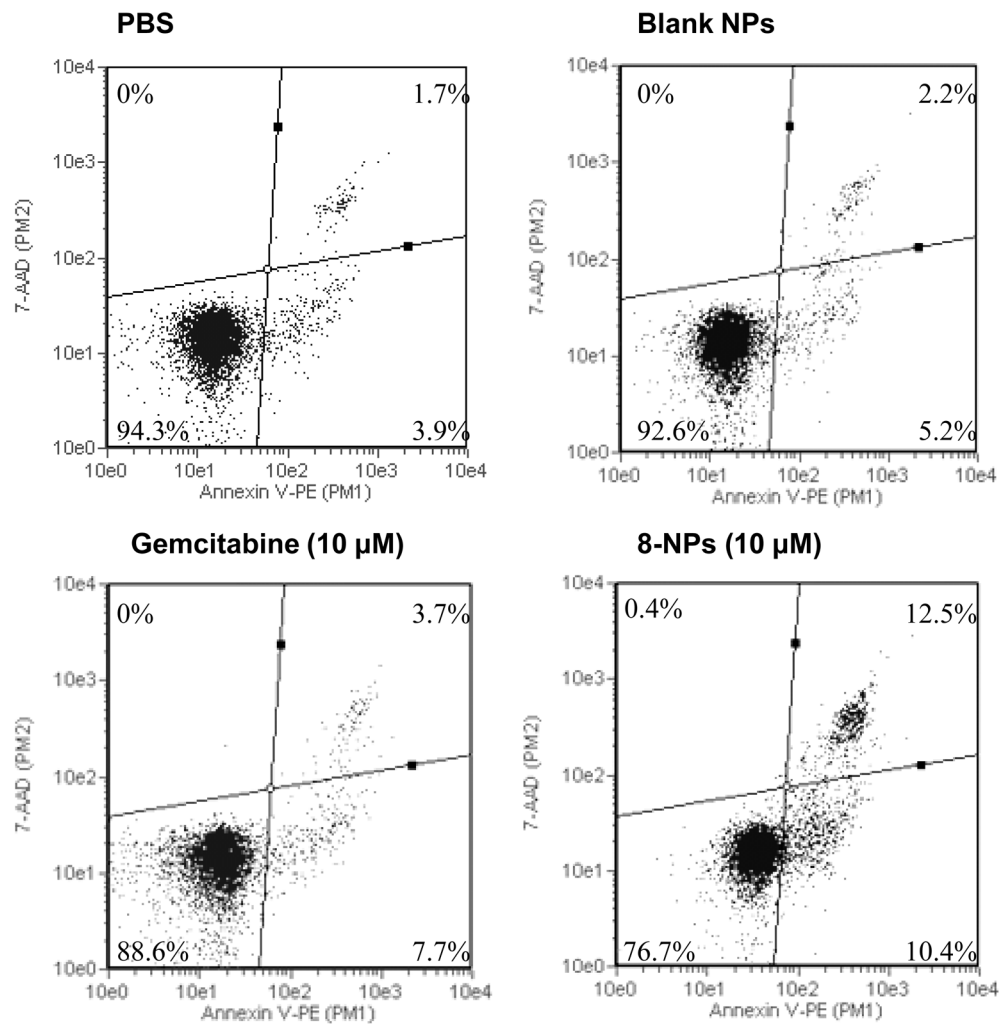 PBS
10e4
0%
1.7%
10e3
7-AAD (PM2)
10e2
10e1
94.3%
3.9%
10e0
10e0 10e1 10e2 10e3 10e4
Annexin V-PE (PM1)
Blank NPs
10e4
0%
2.2%
10e3
7-AAD (PM2)
10e2
10e1
92.6%
5.2%
10e0
10e0 10e1 10e2 10e3 10e4
Annexin V-PE (PM1)
Gemcitabine (10 µM)
10e4
0%
3.7%
10e3
7-AAD (PM2)
10e2
10e1
88.6%
7.7%
10e0
10e0 10e1 10e2 10e3 10e4
Annexin V-PE (PM1)
8-NPs (10 µM)
10e4
0.4%
12.5%
10e3
7-AAD (PM2)
10e2
10e1
76.7%
10.4%
10e0
10e0 10e1 10e2 10e3 10e4
Annexin V-PE (PM1)